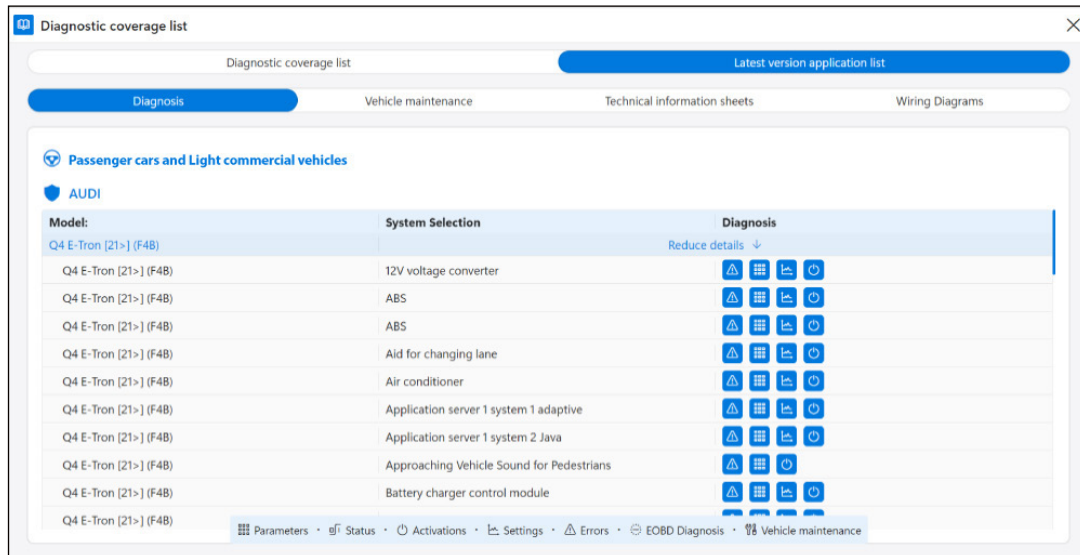 Diagnostic coverage list
Diagnostic coverage list Latest version application list
Diagnosis Vehicle maintenance Technical information sheets Wiring Diagrams
Passenger cars and Light commercial vehicles
AUDI
Model: System Selection Diagnosis
Q4 E-Tron [21>] (F4B) Reduce details ↓
Q4 E-Tron [21>] (F4B) 12V voltage converter
Q4 E-Tron [21>] (F4B) ABS
Q4 E-Tron [21>] (F4B) ABS
Q4 E-Tron [21>] (F4B) Aid for changing lane
Q4 E-Tron [21>] (F4B) Air conditioner
Q4 E-Tron [21>] (F4B) Application server 1 system 1 adaptive
Q4 E-Tron [21>] (F4B) Application server 1 system 2 Java
Q4 E-Tron [21>] (F4B) Approaching Vehicle Sound for Pedestrians
Q4 E-Tron [21>] (F4B) Battery charger control module
Q4 E-Tron [21>] (F4B)
Parameters • Status • Activations • Settings • Errors • EOBD Diagnosis • Vehicle maintenance